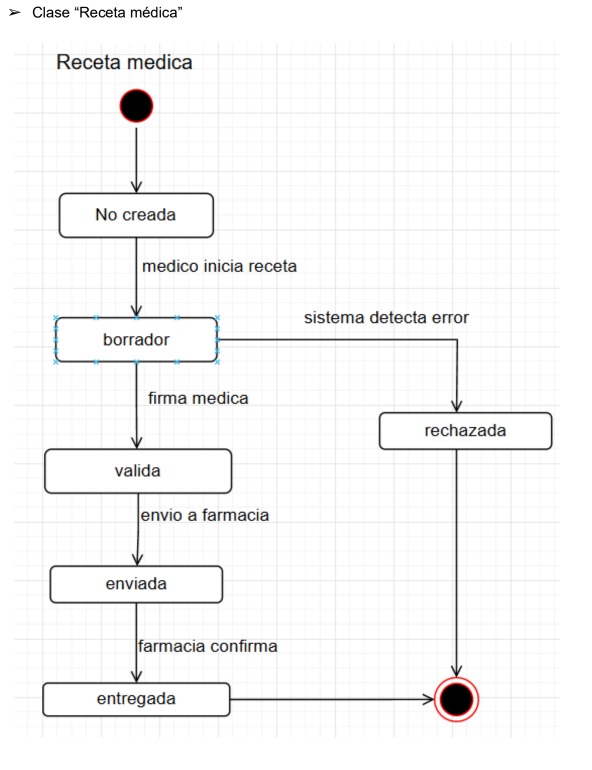 ➢ Clase “Receta médica”
Receta medica
No creada
medico inicia receta
sistema detecta error
borrador
firma medica
rechazada
valida
envio a farmacia
enviada
farmacia confirma
entregada